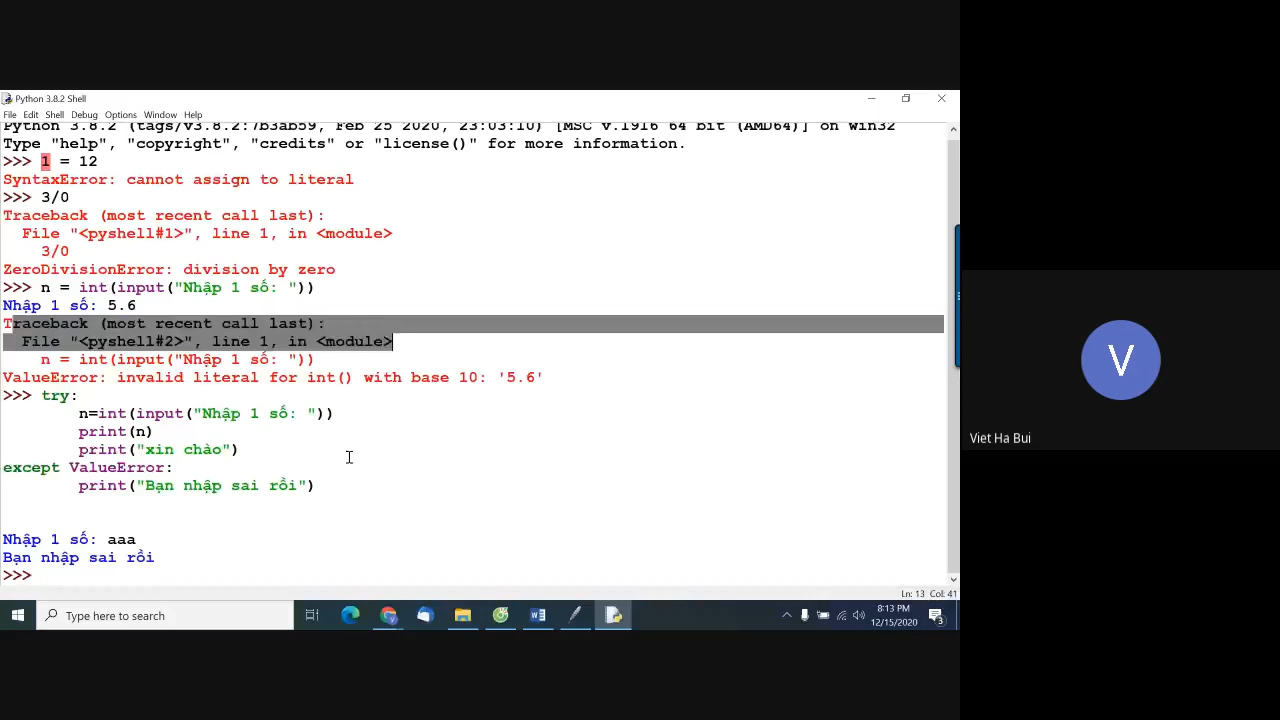 Python 3.8.2 Shell
File Edit Shell Debug Options Window Help
Python 3.8.2 (tags/v3.8.2:7b3ab59, Feb 25 2020, 23:03:10) [MSC v.1916 64 bit (AMD64)] on win32
Type "help", "copyright", "credits" or "license()" for more information.
>>> 1 = 12
SyntaxError: cannot assign to literal
>>> 3/0
Traceback (most recent call last):
  File "<pyshell#1>", line 1, in <module>
    3/0
ZeroDivisionError: division by zero
>>> n = int(input("Nhập 1 số: "))
Nhập 1 số: 5.6
Traceback (most recent call last):
  File "<pyshell#2>", line 1, in <module>
    n = int(input("Nhập 1 số: "))
ValueError: invalid literal for int() with base 10: '5.6'
>>> try:
        n=int(input("Nhập 1 số: "))
        print(n)
        print("xin chào")
except ValueError:
        print("Bạn nhập sai rồi")
Nhập 1 số: aaa
Bạn nhập sai rồi
>>>
Ln: 13 Col: 41
V
Viet Ha Bui
Type here to search
8:13 PM
12/15/2020
3